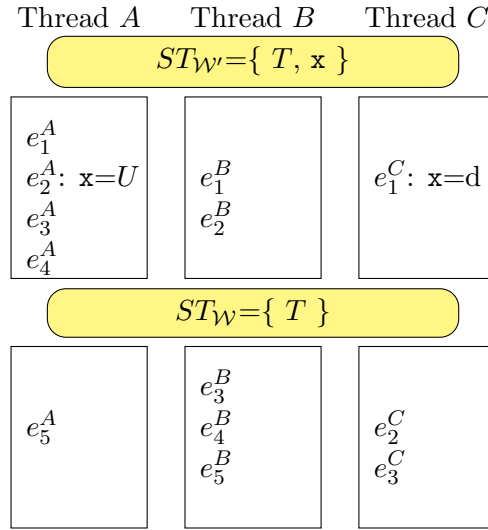 Thread A Thread B Thread C
ST_𝒲′={ T, x }
e_1^A
e_2^A: x=U
e_3^A
e_4^A
e_1^B
e_2^B
e_1^C: x=d
ST_𝒲={ T }
e_5^A
e_3^B
e_4^B
e_5^B
e_2^C
e_3^C